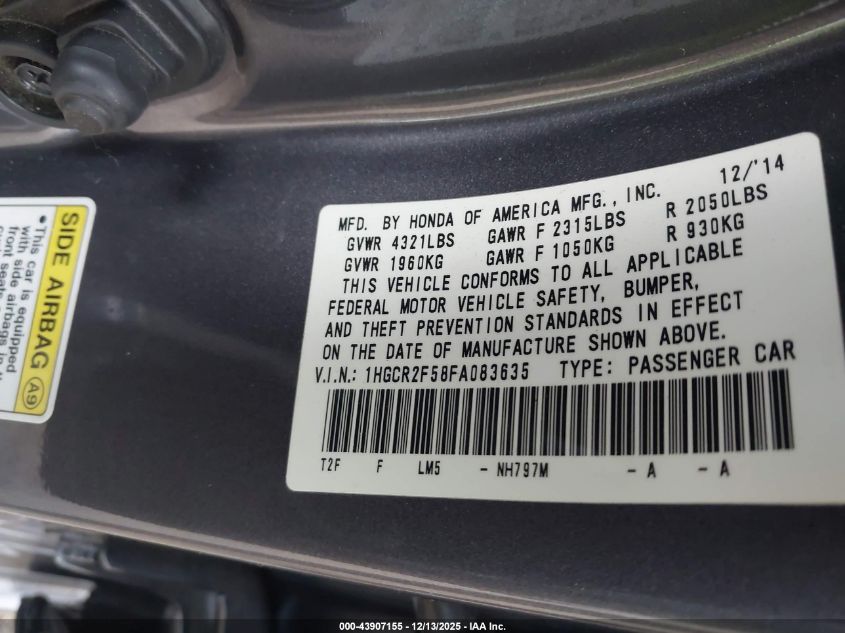 12/'14
MFD. BY HONDA OF AMERICA MFG., INC.
GVWR 4321LBS GAWR F 2315LBS R 2050LBS
GVWR 1960KG GAWR F 1050KG R 930KG
THIS VEHICLE CONFORMS TO ALL APPLICABLE
FEDERAL MOTOR VEHICLE SAFETY, BUMPER,
AND THEFT PREVENTION STANDARDS IN EFFECT
ON THE DATE OF MANUFACTURE SHOWN ABOVE.
V.I.N.: 1HGCR2F58FA083635 TYPE: PASSENGER CAR
T2F F LM5 - NH797M - A - A
SIDE AIRBAG A9
• This car is equipped
with front side airbags in
000-43907155 - 12/13/2025 - IAA Inc.